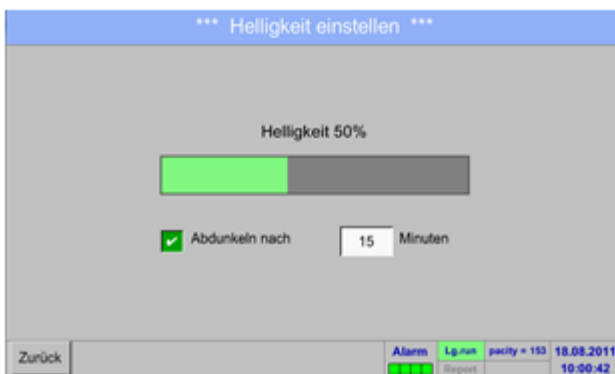 *** Helligkeit einstellen ***
Helligkeit 50%
Abdunkeln nach 15 Minuten
Zurück
Alarm Lg.run pacity = 153 18.08.2011
Report 10:00:42